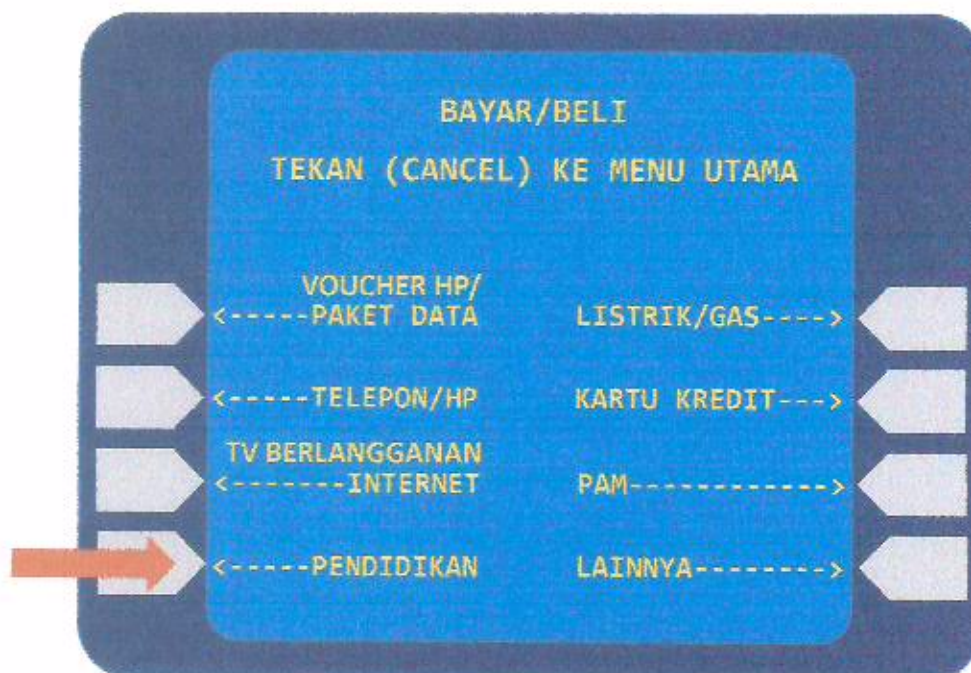 BAYAR/BELI
TEKAN (CANCEL) KE MENU UTAMA
VOUCHER HP/
<-----PAKET DATA
LISTRIK/GAS---->
<-----TELEPON/HP
KARTU KREDIT--->
TV BERLANGGANAN
<-------INTERNET
PAM------------>
<-----PENDIDIKAN
LAINNYA-------->